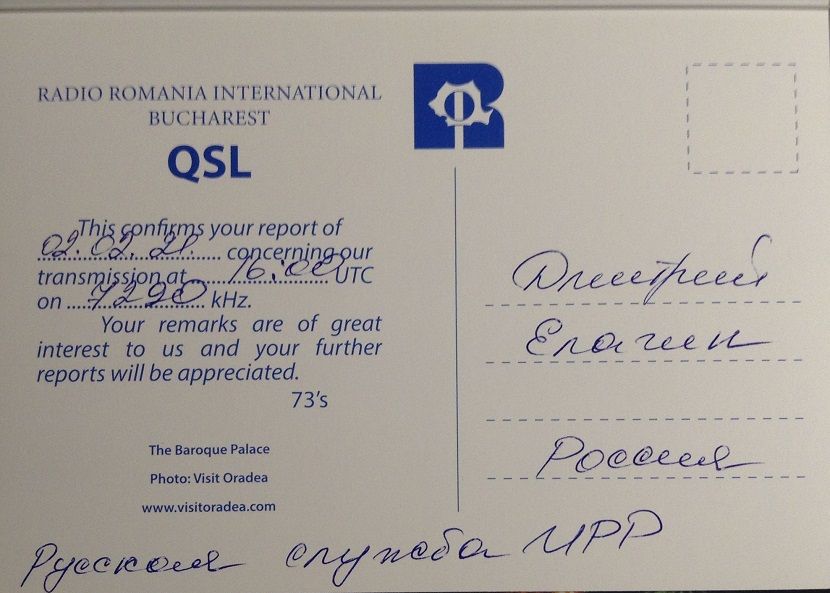 RADIO ROMANIA INTERNATIONAL
BUCHAREST
QSL
This confirms your report of
02.02.21. concerning our
transmission at 16:00 UTC
on 7290 kHz.
Your remarks are of great
interest to us and your further
reports will be appreciated.
73's
The Baroque Palace
Photo: Visit Oradea
www.visitoradea.com
Дмитрий
Елагин
Россия
Русская служба ИРР